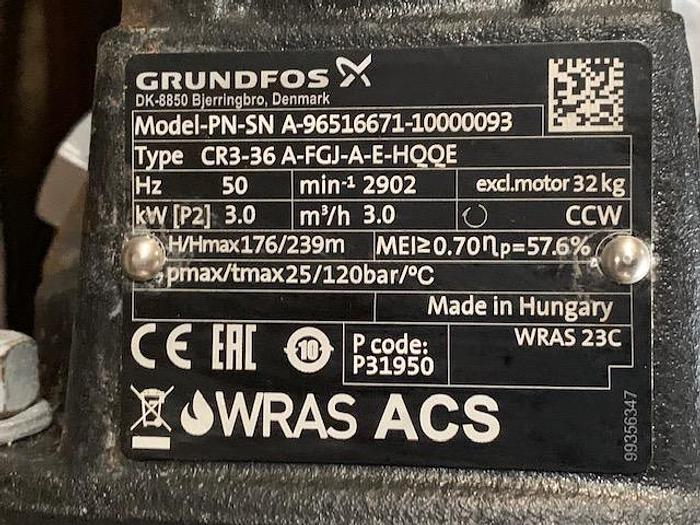 GRUNDFOS
DK-8850 Bjerringbro, Denmark
Model-PN-SN A-96516671-10000093
Type CR3-36 A-FGJ-A-E-HQQE
Hz 50 min-1 2902 excl.motor 32 kg
kW [P2] 3.0 m³/h 3.0 CCW
H/Hmax 176/239m MEI≥0.70 ηp=57.6%
pmax/tmax 25/120bar/°C
Made in Hungary
CE EAC 10 P code: WRAS 23C
P31950
WRAS ACS
99356347